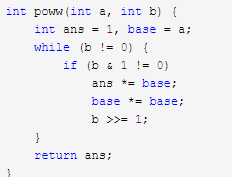 int poww(int a, int b) {
    int ans = 1, base = a;
    while (b != 0) {
        if (b & 1 != 0)
            ans *= base;
            base *= base;
            b >>= 1;
    }
    return ans;
}